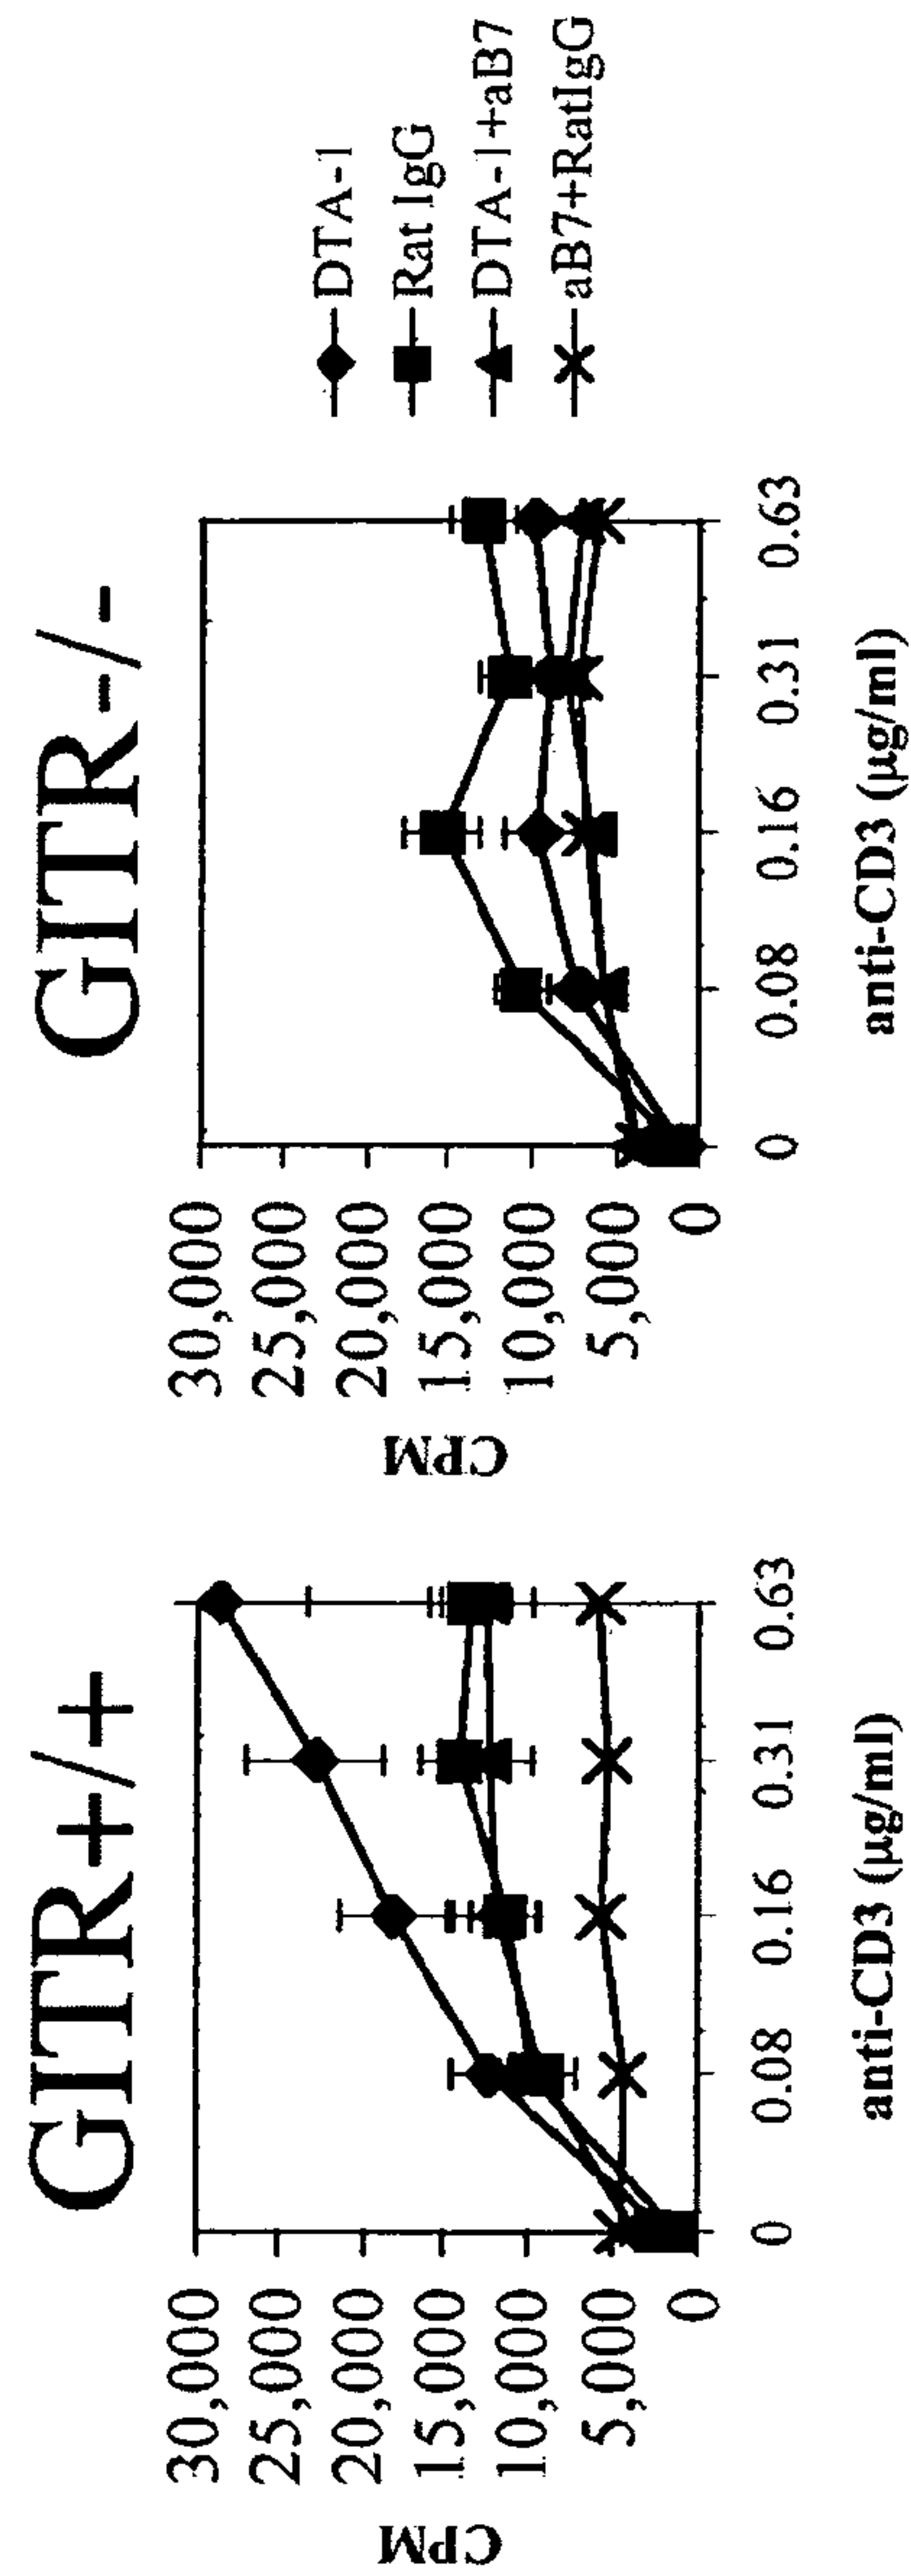 GITR+/+
CPM
30,000
25,000
20,000
15,000
10,000
5,000
0
0 0.08 0.16 0.31 0.63
anti-CD3 (µg/ml)
GITR-/-
CPM
30,000
25,000
20,000
15,000
10,000
5,000
0
0 0.08 0.16 0.31 0.63
anti-CD3 (µg/ml)
DTA-1
Rat IgG
DTA-1+aB7
aB7+RatIgG